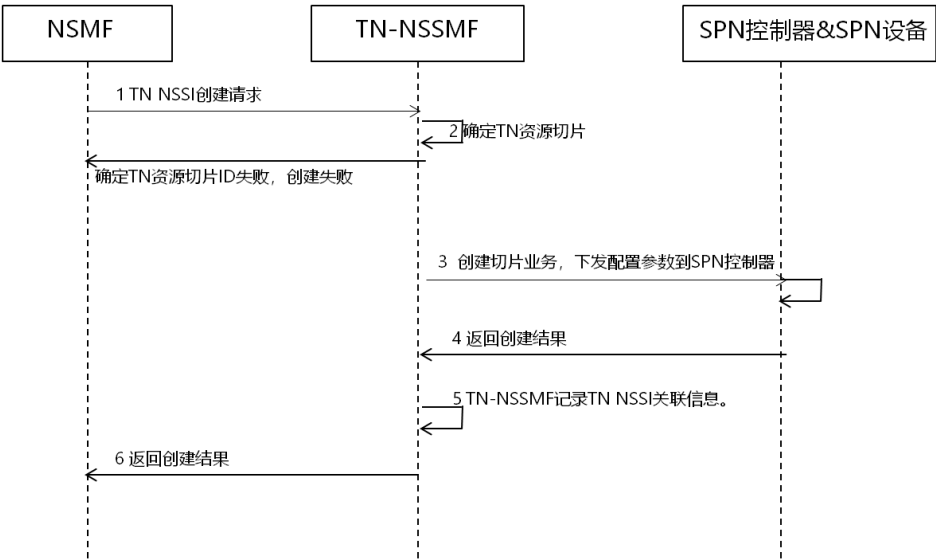 NSMF
TN-NSSMF
SPN控制器&SPN设备
1 TN NSSI创建请求
2 确定TN资源切片
确定TN资源切片ID失败，创建失败
3 创建切片业务，下发配置参数到SPN控制器
4 返回创建结果
5 TN-NSSMF记录TN NSSI关联信息。
6 返回创建结果